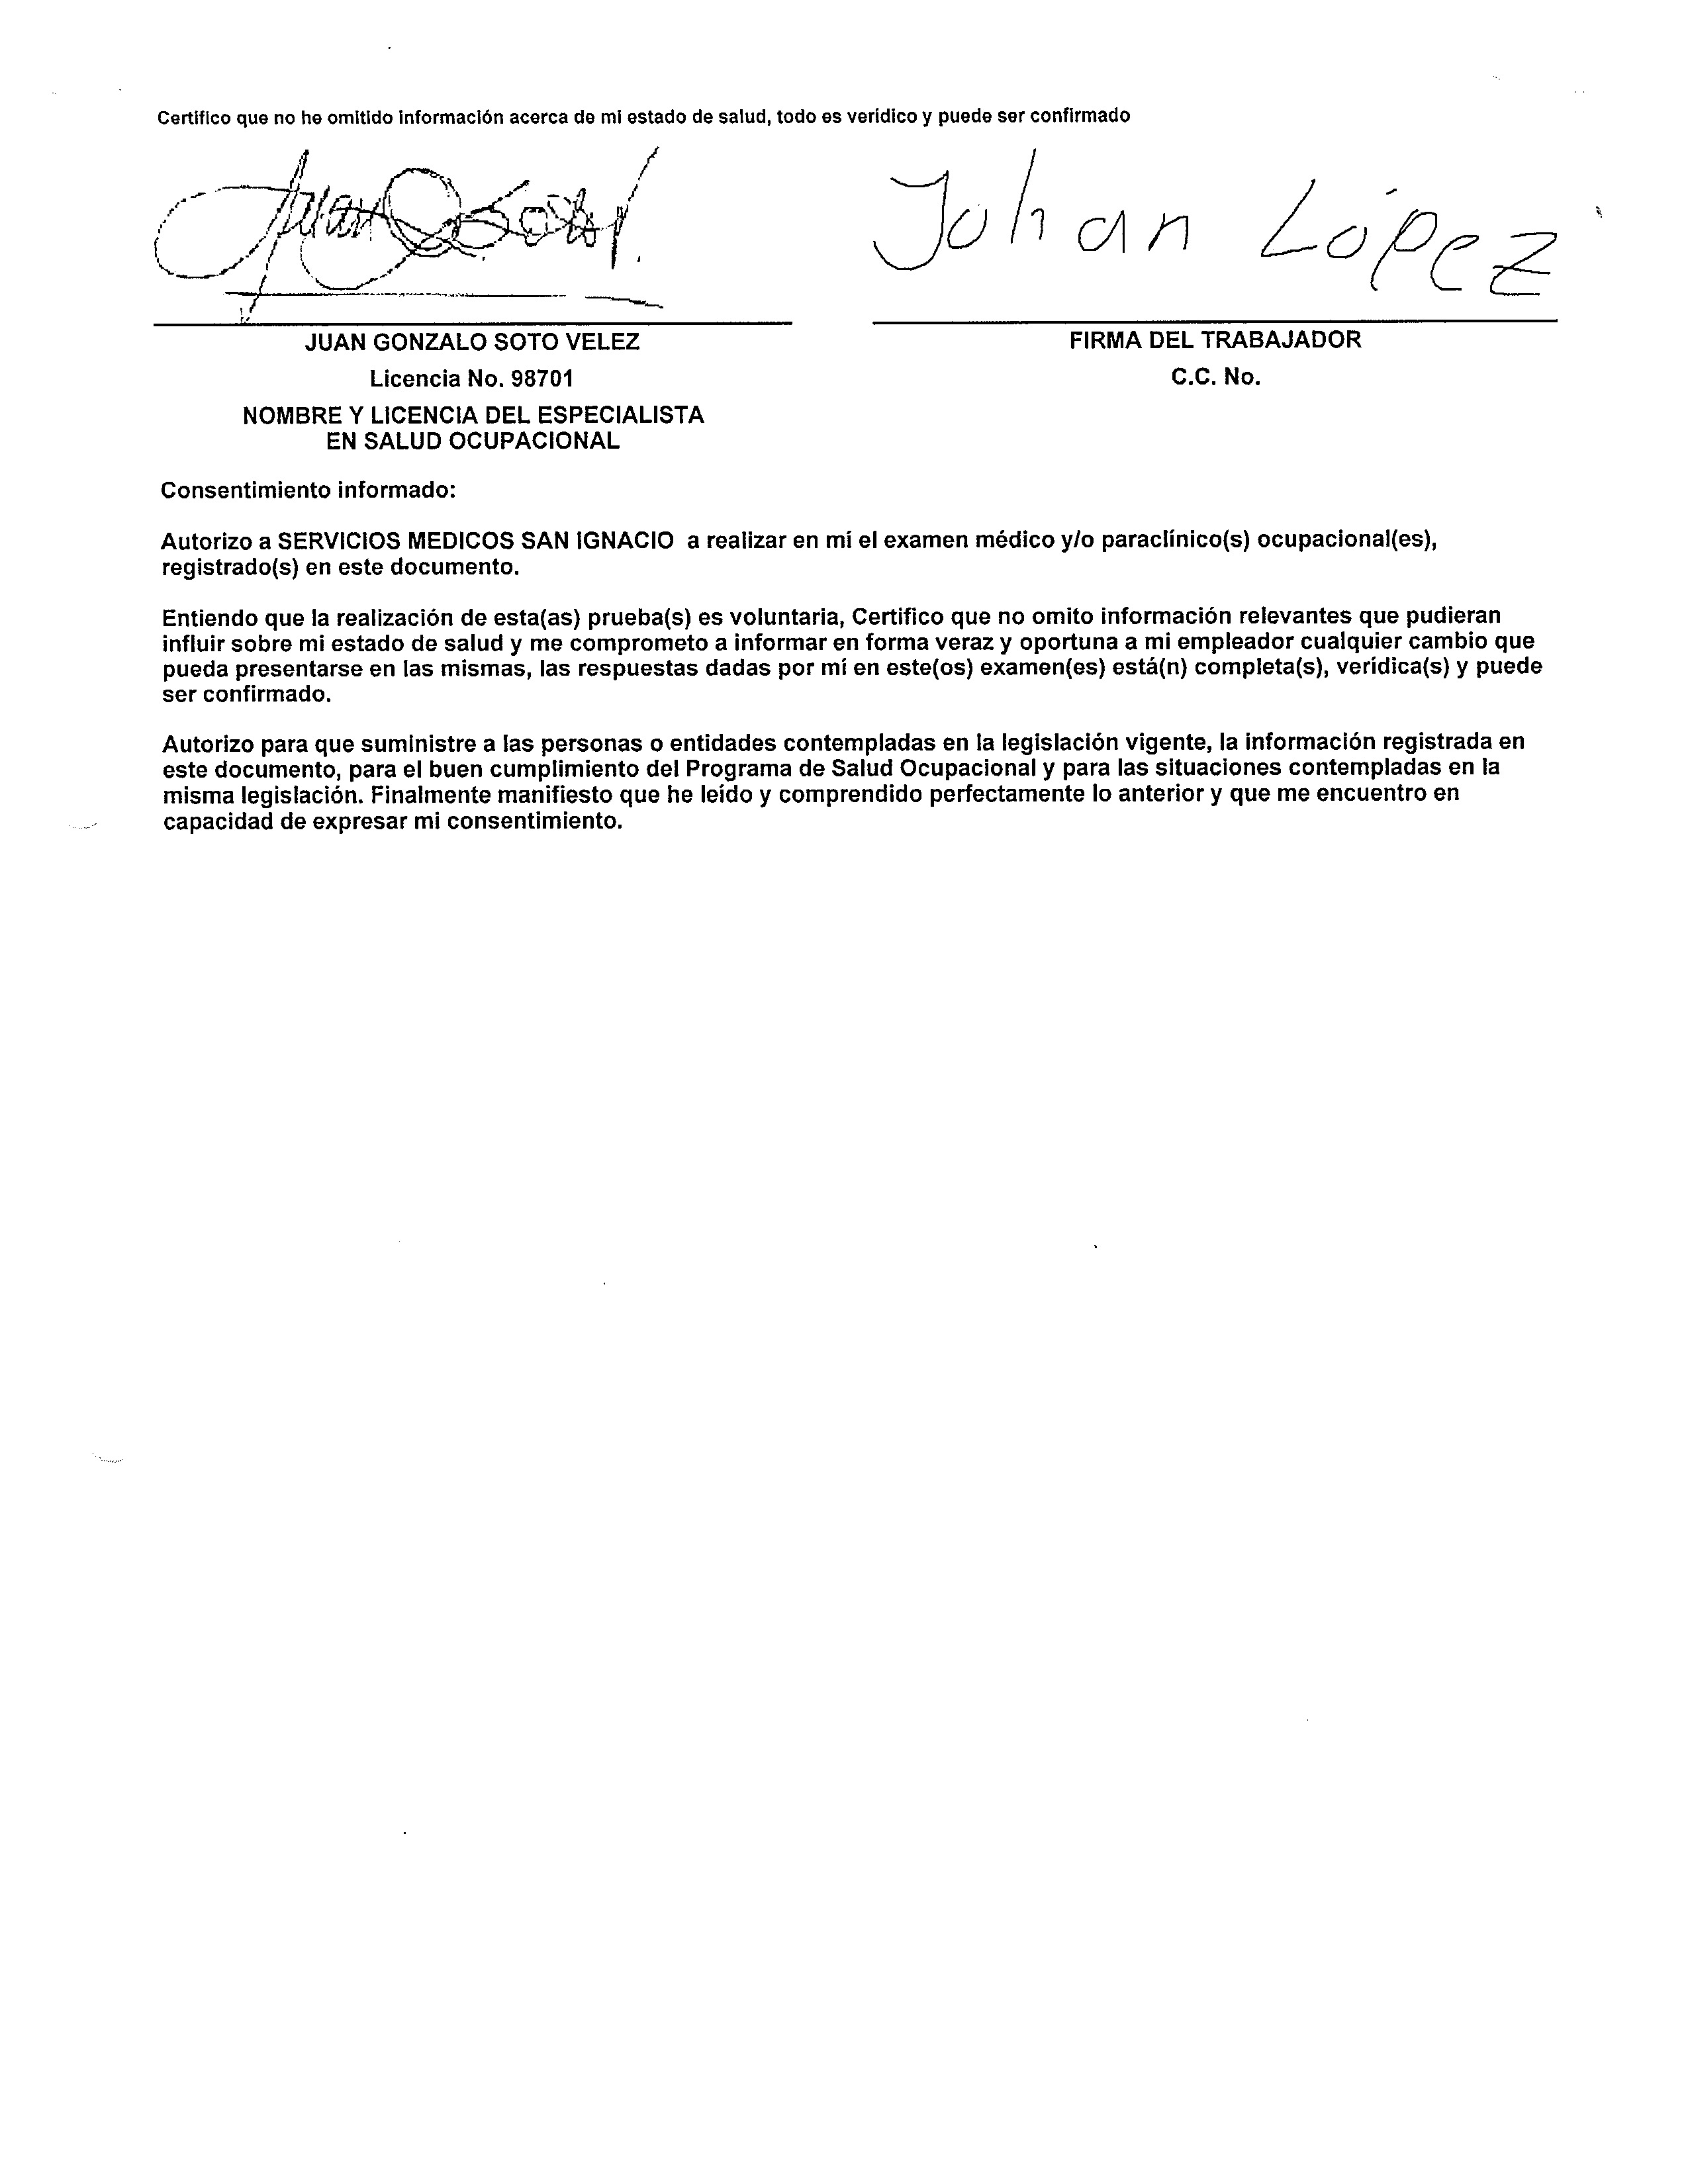 Certifico que no he omitido información acerca de mi estado de salud, todo es verídico y puede ser confirmado
Juan G Soto V. Johan López
JUAN GONZALO SOTO VELEZ
Licencia No. 98701
NOMBRE Y LICENCIA DEL ESPECIALISTA
EN SALUD OCUPACIONAL
FIRMA DEL TRABAJADOR
C.C. No.
Consentimiento informado:
Autorizo a SERVICIOS MEDICOS SAN IGNACIO a realizar en mí el examen médico y/o paraclínico(s) ocupacional(es),
registrado(s) en este documento.
Entiendo que la realización de esta(as) prueba(s) es voluntaria, Certifico que no omito información relevantes que pudieran
influir sobre mi estado de salud y me comprometo a informar en forma veraz y oportuna a mi empleador cualquier cambio que
pueda presentarse en las mismas, las respuestas dadas por mí en este(os) examen(es) está(n) completa(s), verídica(s) y puede
ser confirmado.
Autorizo para que suministre a las personas o entidades contempladas en la legislación vigente, la información registrada en
este documento, para el buen cumplimiento del Programa de Salud Ocupacional y para las situaciones contempladas en la
misma legislación. Finalmente manifiesto que he leído y comprendido perfectamente lo anterior y que me encuentro en
capacidad de expresar mi consentimiento.